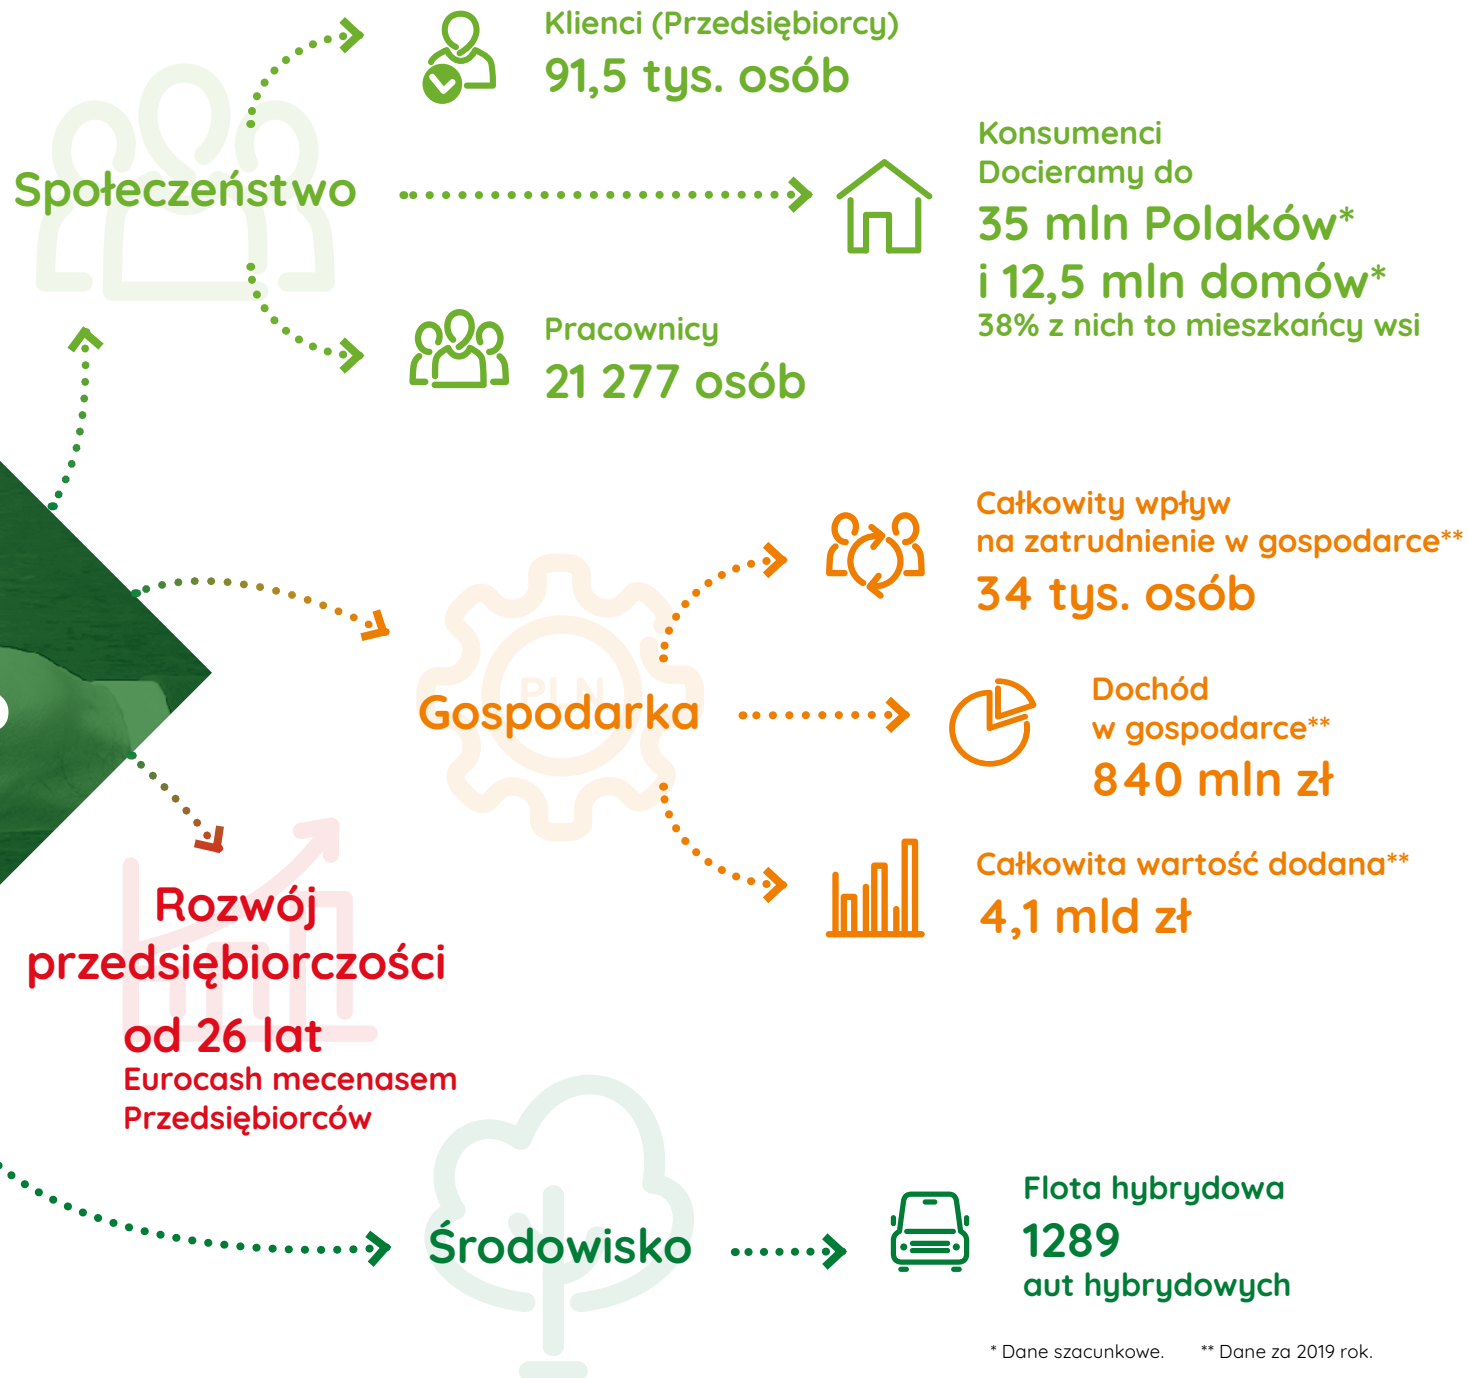 Klienci (Przedsiębiorcy)
91,5 tys. osób
Społeczeństwo
Konsumenci
Docieramy do
35 mln Polaków*
i 12,5 mln domów*
38% z nich to mieszkańcy wsi
Pracownicy
21 277 osób
Całkowity wpływ
na zatrudnienie w gospodarce**
34 tys. osób
PLN
Gospodarka
Dochód
w gospodarce**
840 mln zł
Całkowita wartość dodana**
4,1 mld zł
Rozwój
przedsiębiorczości
od 26 lat
Eurocash mecenasem
Przedsiębiorców
Środowisko
Flota hybrydowa
1289
aut hybrydowych
* Dane szacunkowe. ** Dane za 2019 rok.